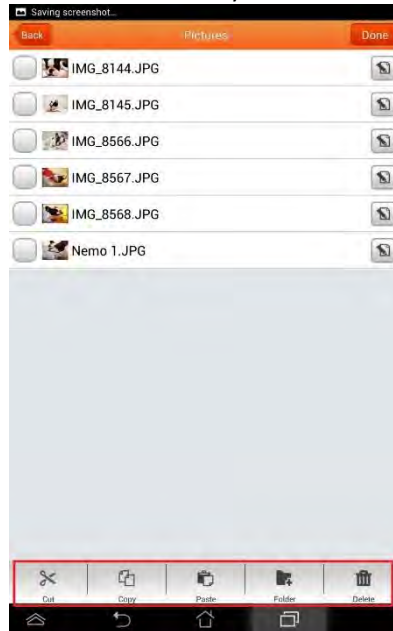 Saving screenshot...
Back Pictures Done
IMG_8144.JPG
IMG_8145.JPG
IMG_8566.JPG
IMG_8567.JPG
IMG_8568.JPG
Nemo 1.JPG
Cut Copy Paste Folder Delete